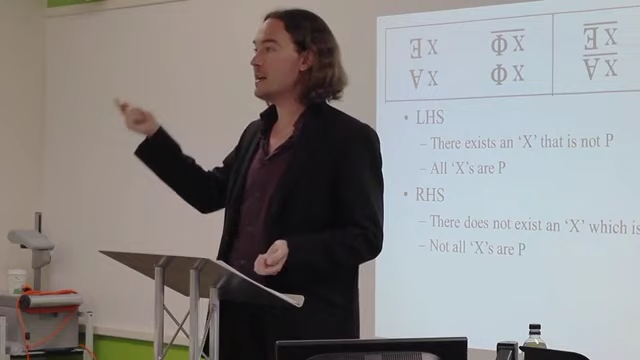 ∃x Φ̅x̅ ∃̅x̅
∀x Φx ∀̅x̅
• LHS
– There exists an ‘X’ that is not P
– All ‘X’s are P
• RHS
– There does not exist an ‘X’ which is
– Not all ‘X’s are P